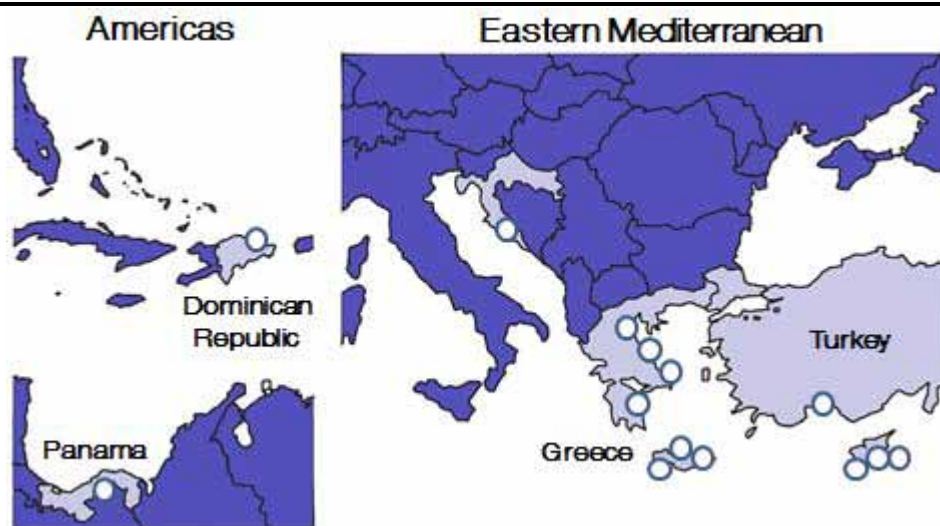 Americas
Eastern Mediterranean
Dominican
Republic
Panama
Turkey
Greece